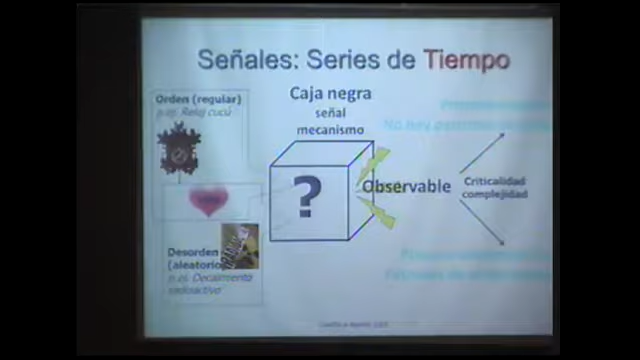 Señales: Series de Tiempo
Orden (regular)
p.ej. Reloj cucú
Caja negra
señal
mecanismo
No hay
?
Observable
Criticalidad
complejidad
Desorden
(aleatorio)
p.ej. Decaimiento
radioactivo